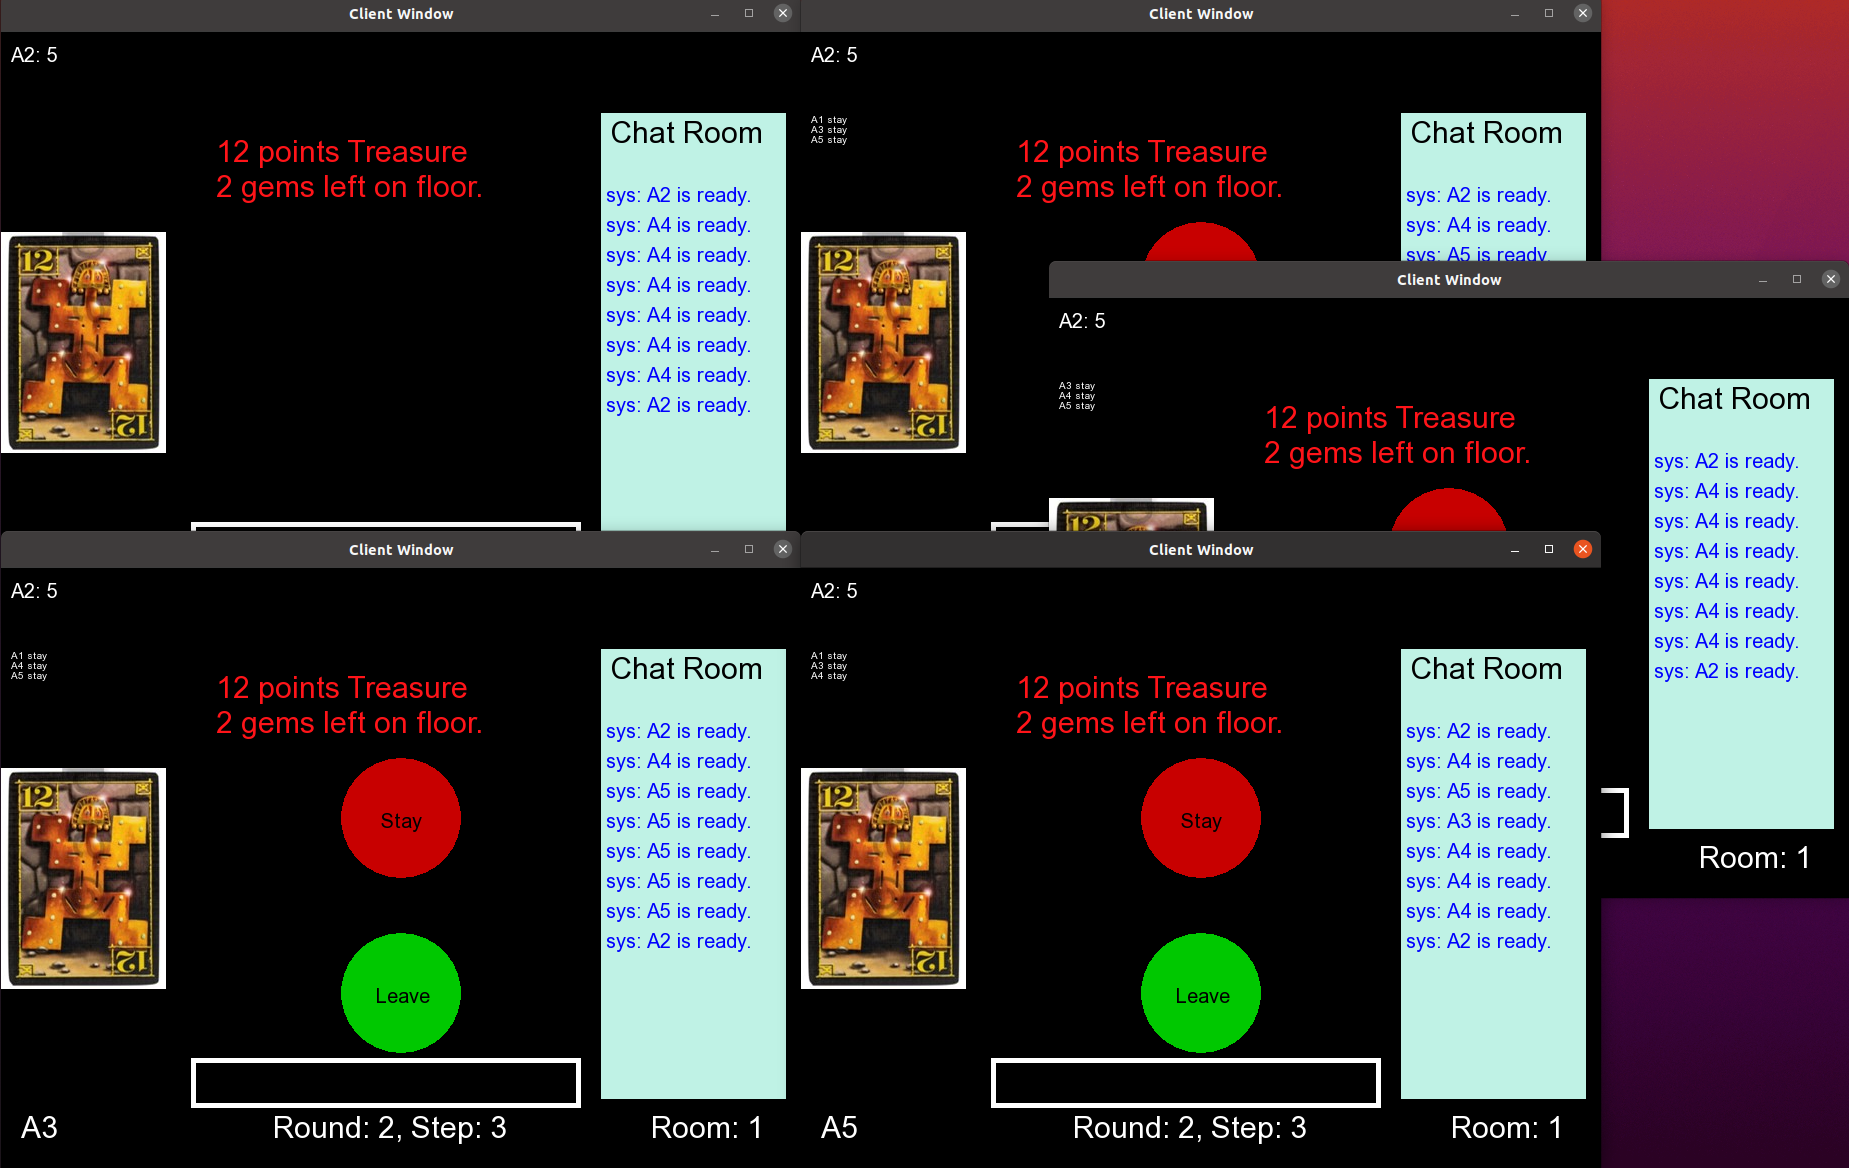 Client Window
A2: 5
12 points Treasure
2 gems left on floor.
12
12
Chat Room
sys: A2 is ready.
sys: A4 is ready.
sys: A4 is ready.
sys: A4 is ready.
sys: A4 is ready.
sys: A4 is ready.
sys: A4 is ready.
sys: A2 is ready.
Client Window
A2: 5
A1 stay
A3 stay
A5 stay
12 points Treasure
2 gems left on floor.
12
12
Chat Room
sys: A2 is ready.
sys: A4 is ready.
sys: A5 is ready.
Client Window
A2: 5
A3 stay
A4 stay
A5 stay
12 points Treasure
2 gems left on floor.
12
Chat Room
sys: A2 is ready.
sys: A4 is ready.
sys: A4 is ready.
sys: A4 is ready.
sys: A4 is ready.
sys: A4 is ready.
sys: A4 is ready.
sys: A2 is ready.
Room: 1
Client Window
A2: 5
A1 stay
A4 stay
A5 stay
12 points Treasure
2 gems left on floor.
12
12
Stay
Leave
Chat Room
sys: A2 is ready.
sys: A4 is ready.
sys: A5 is ready.
sys: A5 is ready.
sys: A5 is ready.
sys: A5 is ready.
sys: A5 is ready.
sys: A2 is ready.
A3
Round: 2, Step: 3
Room: 1
Client Window
A2: 5
A1 stay
A3 stay
A4 stay
12 points Treasure
2 gems left on floor.
12
12
Stay
Leave
Chat Room
sys: A2 is ready.
sys: A4 is ready.
sys: A5 is ready.
sys: A3 is ready.
sys: A4 is ready.
sys: A4 is ready.
sys: A4 is ready.
sys: A2 is ready.
A5
Round: 2, Step: 3
Room: 1